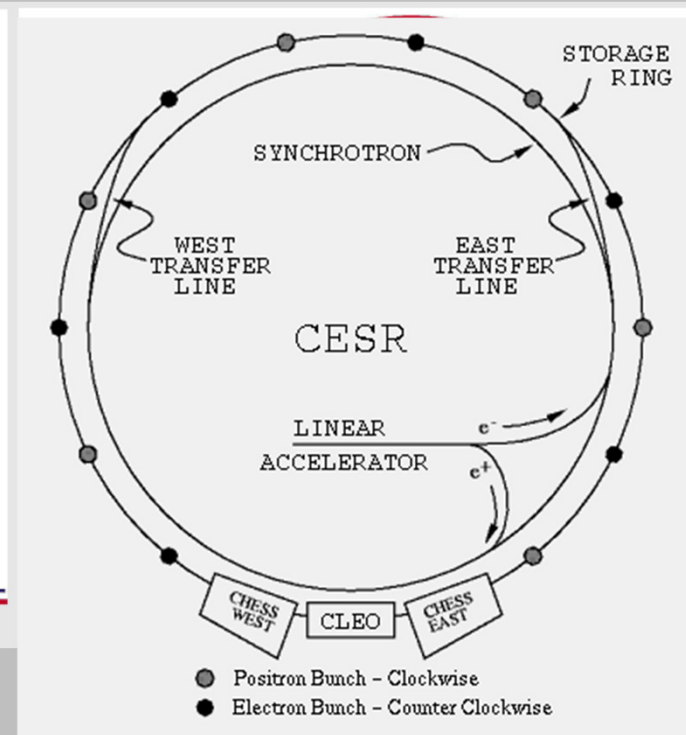 STORAGE
RING
SYNCHROTRON
WEST
TRANSFER
LINE
EAST
TRANSFER
LINE
CESR
LINEAR
ACCELERATOR
e-
e+
CHESS
WEST
CLEO
CHESS
EAST
Positron Bunch – Clockwise
Electron Bunch – Counter Clockwise